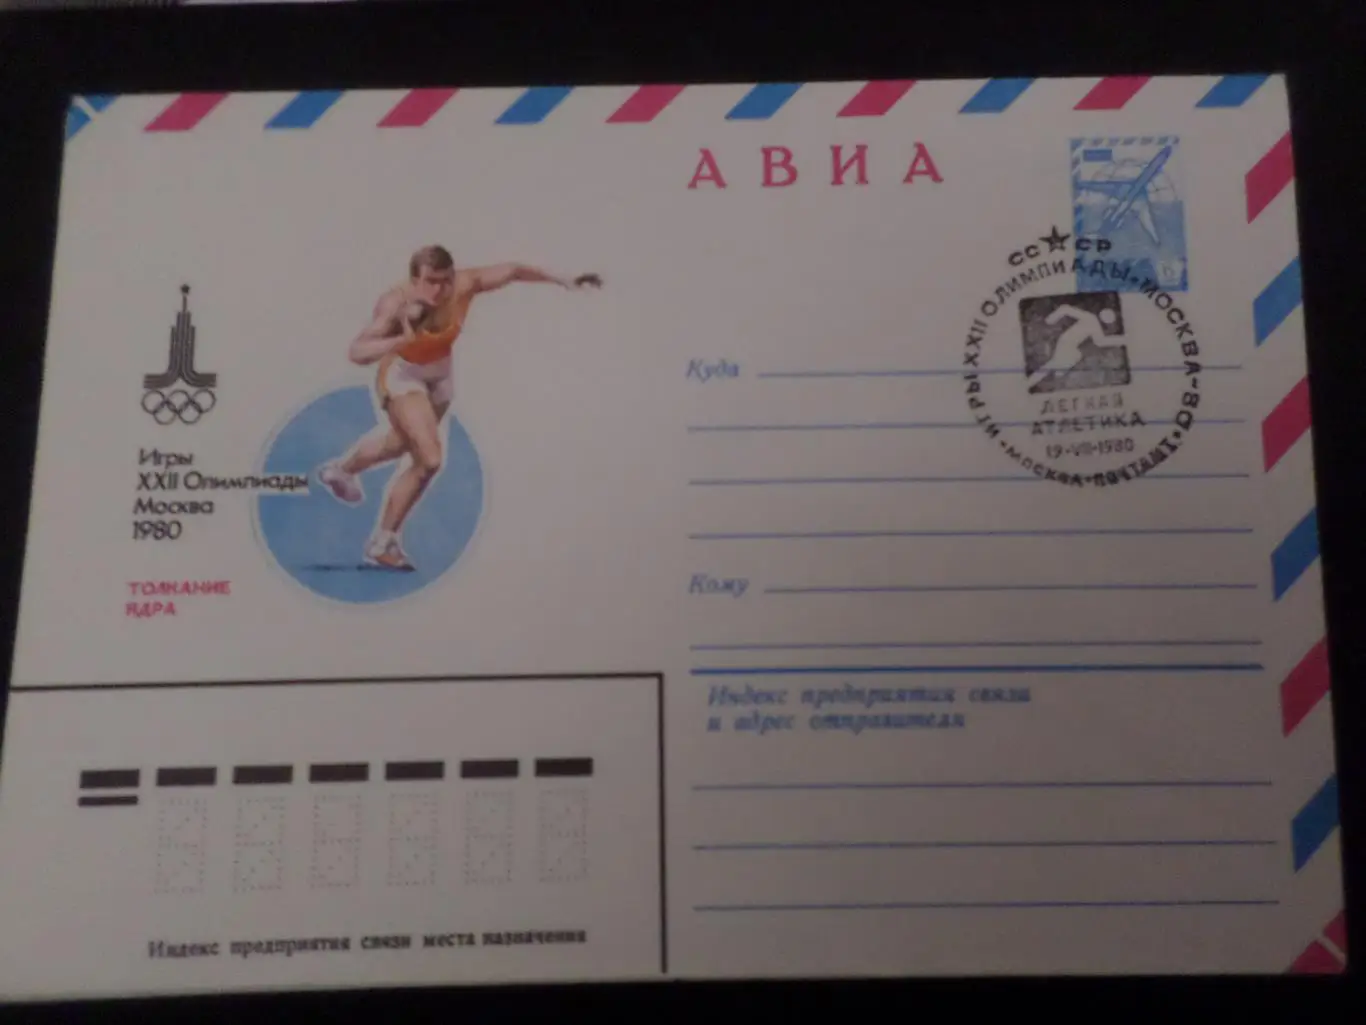 АВИА
СССР
ИГРЫ XXII ОЛИМПИАДЫ • МОСКВА-80 • МОСКВА • ПОЧТАМТ •
ЛЕГКАЯ
АТЛЕТИКА
19-VII-1980
Игры
XXII Олимпиады
Москва
1980
ТОЛКАНИЕ
ЯДРА
Куда
Кому
Индекс предприятия связи
и адрес отправителя
Индекс предприятия связи места назначения